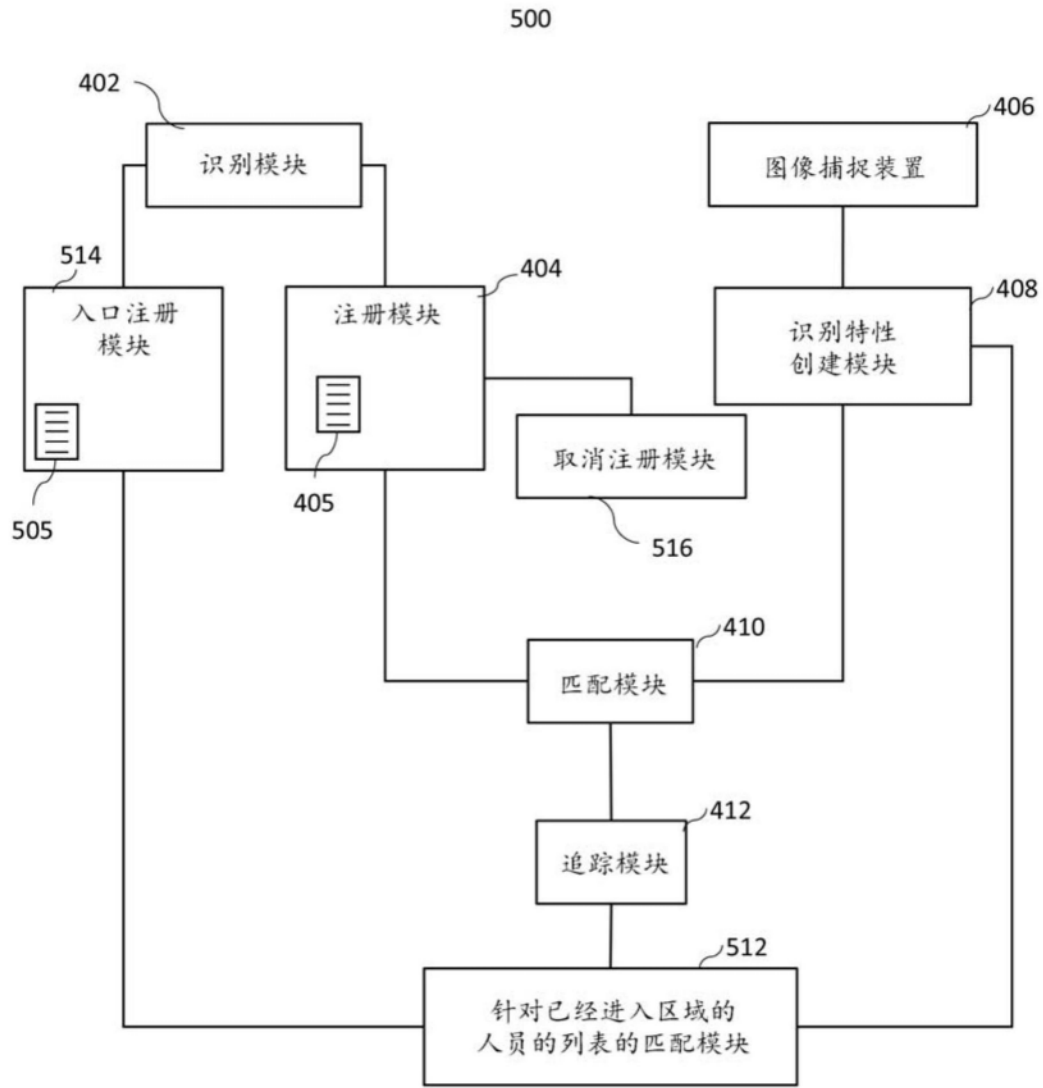 500
402
识别模块
406
图像捕捉装置
514
入口注册
模块
404
注册模块
408
识别特性
创建模块
505
405
取消注册模块
516
410
匹配模块
412
追踪模块
512
针对已经进入区域的
人员的列表的匹配模块